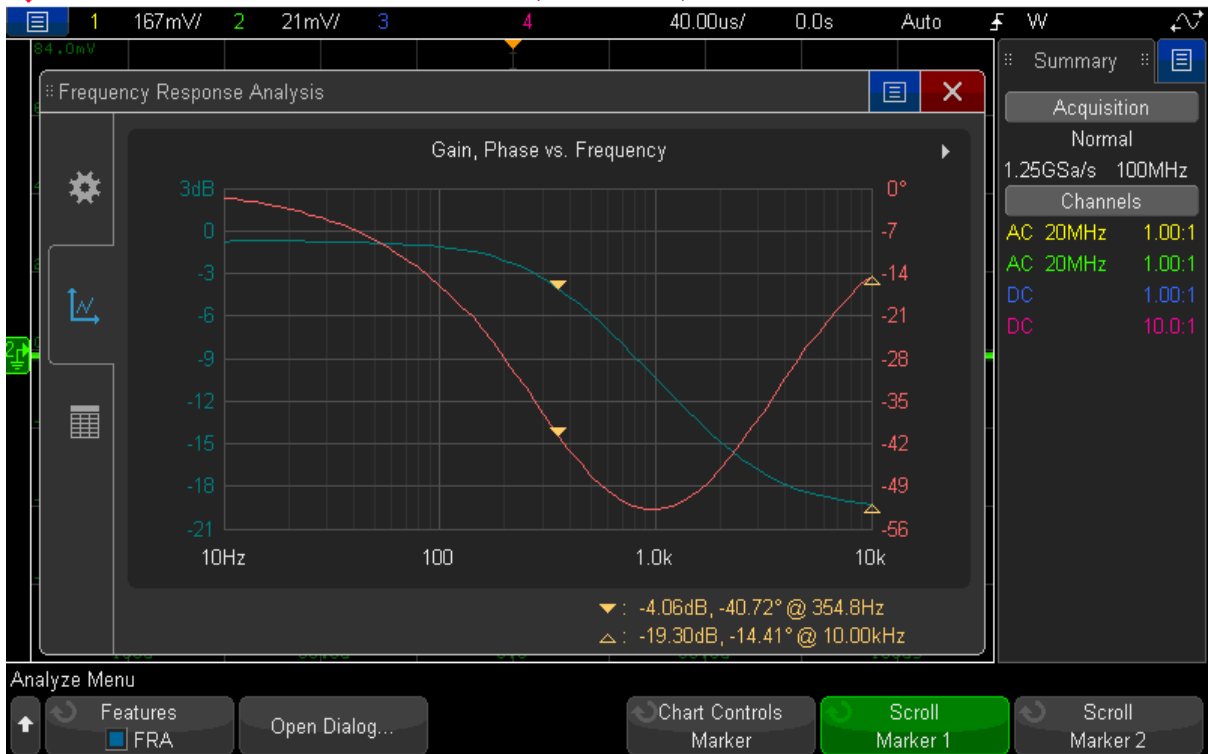 1 167mV/ 2 21mV/ 3 4 40.00us/ 0.0s Auto W
84.0mV
Summary
Frequency Response Analysis
Acquisition
Normal
1.25GSa/s 100MHz
Channels
AC 20MHz 1.00:1
AC 20MHz 1.00:1
DC 1.00:1
DC 10.0:1
Gain, Phase vs. Frequency
3dB 0°
0 -7
-3 -14
-6 -21
-9 -28
-12 -35
-15 -42
-18 -49
-21 -56
10Hz 100 1.0k 10k
: -4.06dB, -40.72° @ 354.8Hz
: -19.30dB, -14.41° @ 10.00kHz
Analyze Menu
Features
FRA
Open Dialog...
Chart Controls
Marker
Scroll
Marker 1
Scroll
Marker 2